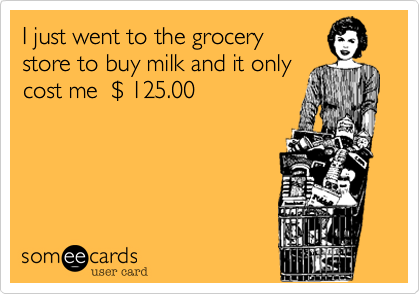 I just went to the grocery
store to buy milk and it only
cost me $ 125.00
someecards
user card